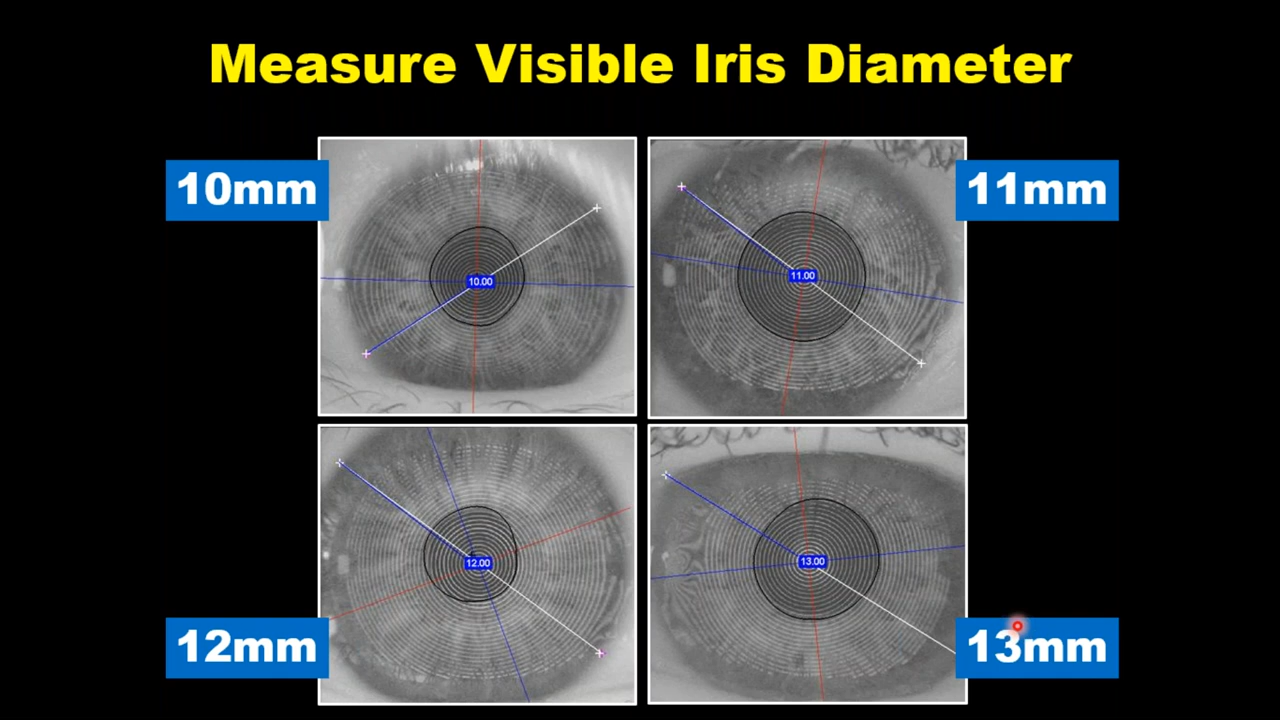 Measure Visible Iris Diameter
10mm
11mm
10.00
11.00
12.00
13.00
12mm
13mm